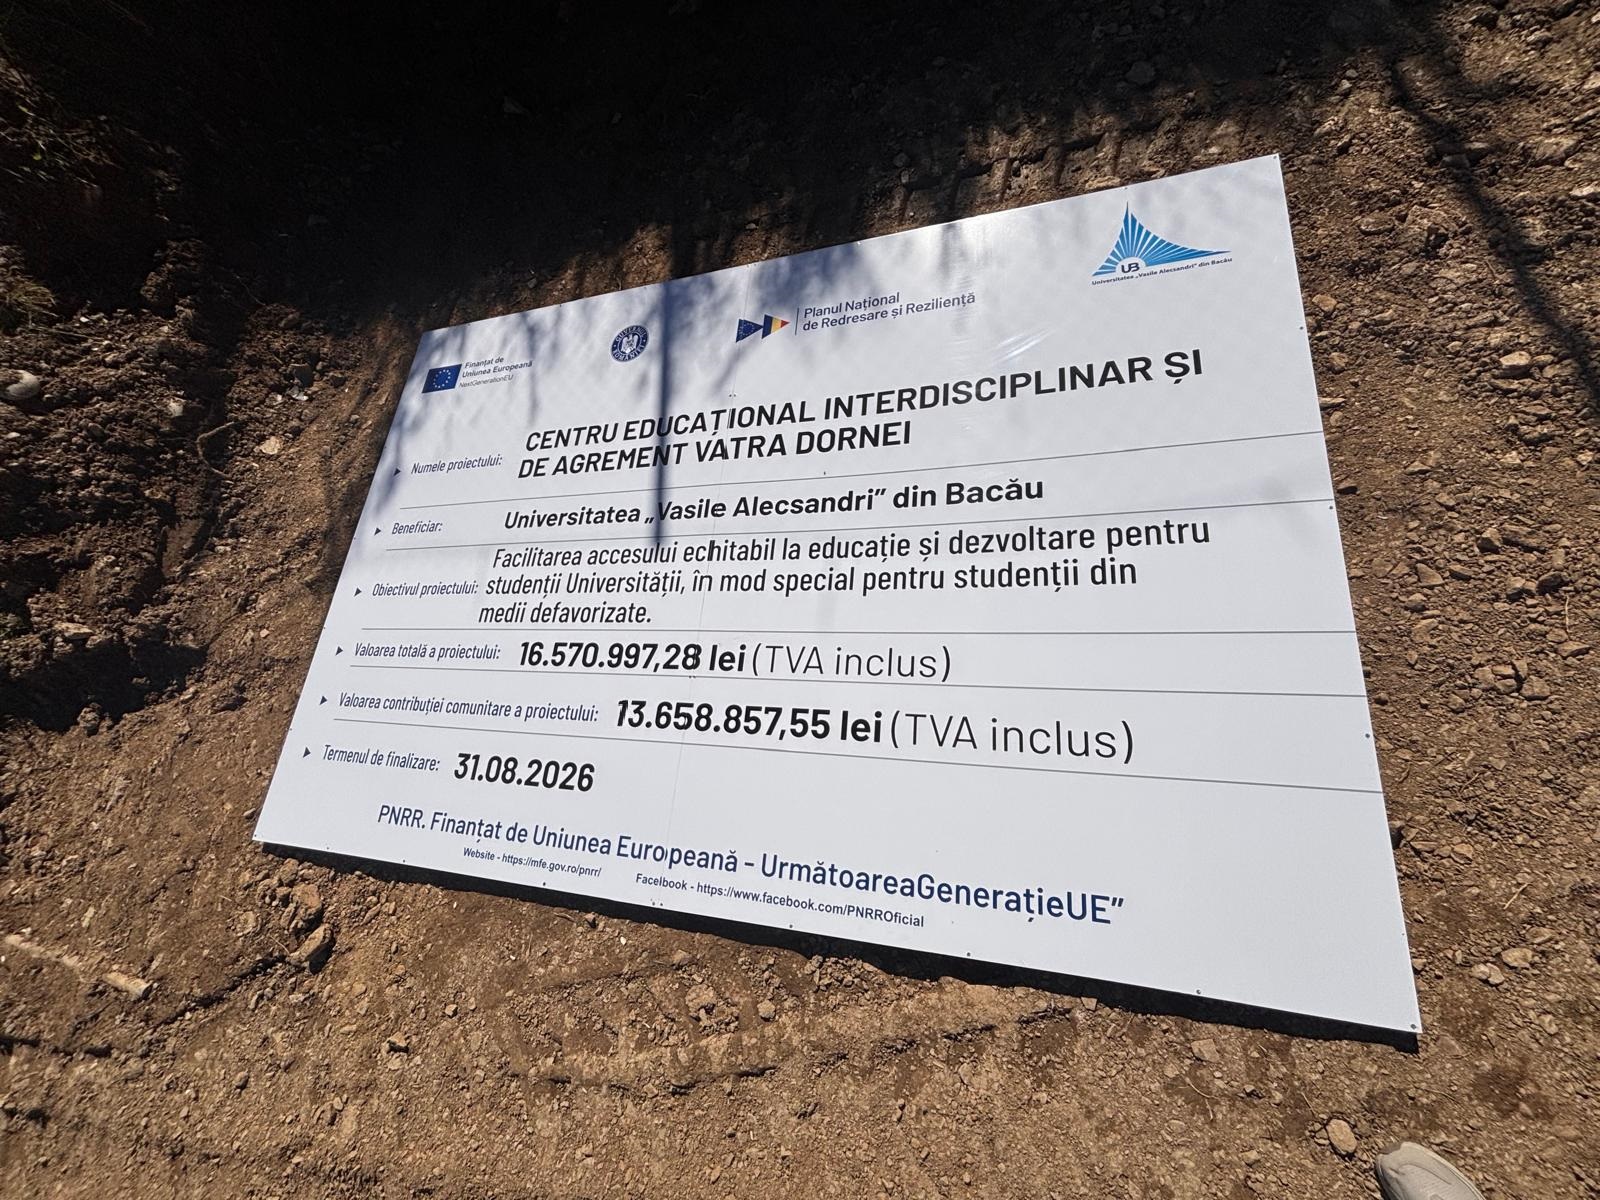 Finanțat de
Uniunea Europeană
NextGenerationEU
GUVERNUL ROMÂNIEI
Planul Național
de Redresare și Reziliență
UB
Universitatea „Vasile Alecsandri" din Bacău
Numele proiectului:
CENTRU EDUCAȚIONAL INTERDISCIPLINAR ȘI
DE AGREMENT VATRA DORNEI
Beneficiar:
Universitatea „Vasile Alecsandri” din Bacău
Obiectivul proiectului:
Facilitarea accesului echitabil la educație și dezvoltare pentru
studenții Universității, în mod special pentru studenții din
medii defavorizate.
Valoarea totală a proiectului: 16.570.997,28 lei (TVA inclus)
Valoarea contribuției comunitare a proiectului: 13.658.857,55 lei (TVA inclus)
Termenul de finalizare: 31.08.2026
PNRR. Finanțat de Uniunea Europeană – UrmătoareaGenerațieUE”
Website - https://mfe.gov.ro/pnrr/ Facelbook - https://www.facebook.com/PNRROficial